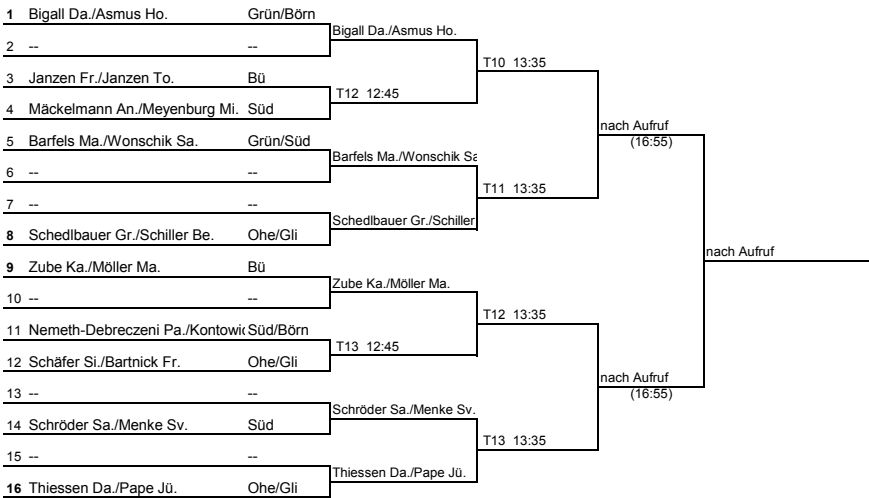 1 Bigall Da./Asmus Ho. Grün/Börn
Bigall Da./Asmus Ho.
2 -- --
T10 13:35
3 Janzen Fr./Janzen To. Bü
T12 12:45
4 Mäckelmann An./Meyenburg Mi. Süd
nach Aufruf
(16:55)
5 Barfels Ma./Wonschik Sa. Grün/Süd
Barfels Ma./Wonschik Sa
6 -- --
T11 13:35
7 -- --
Schedlbauer Gr./Schiller
8 Schedlbauer Gr./Schiller Be. Ohe/Gli
nach Aufruf
9 Zube Ka./Möller Ma. Bü
Zube Ka./Möller Ma.
10 -- --
T12 13:35
11 Nemeth-Debreczeni Pa./Kontowi Süd/Börn
T13 12:45
12 Schäfer Si./Bartnick Fr. Ohe/Gli
nach Aufruf
(16:55)
13 -- --
Schröder Sa./Menke Sv.
14 Schröder Sa./Menke Sv. Süd
T13 13:35
15 -- --
Thiessen Da./Pape Jü.
16 Thiessen Da./Pape Jü. Ohe/Gli